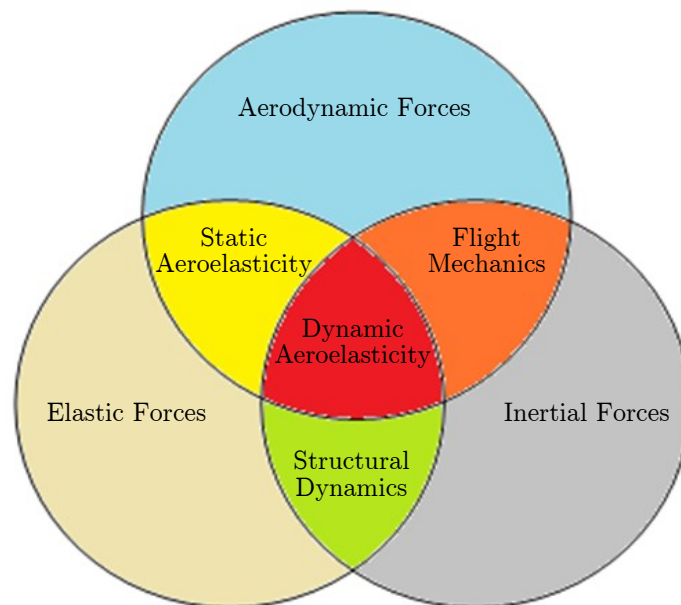 Aerodynamic Forces
Static
Aeroelasticity
Flight
Mechanics
Dynamic
Aeroelasticity
Elastic Forces
Inertial Forces
Structural
Dynamics